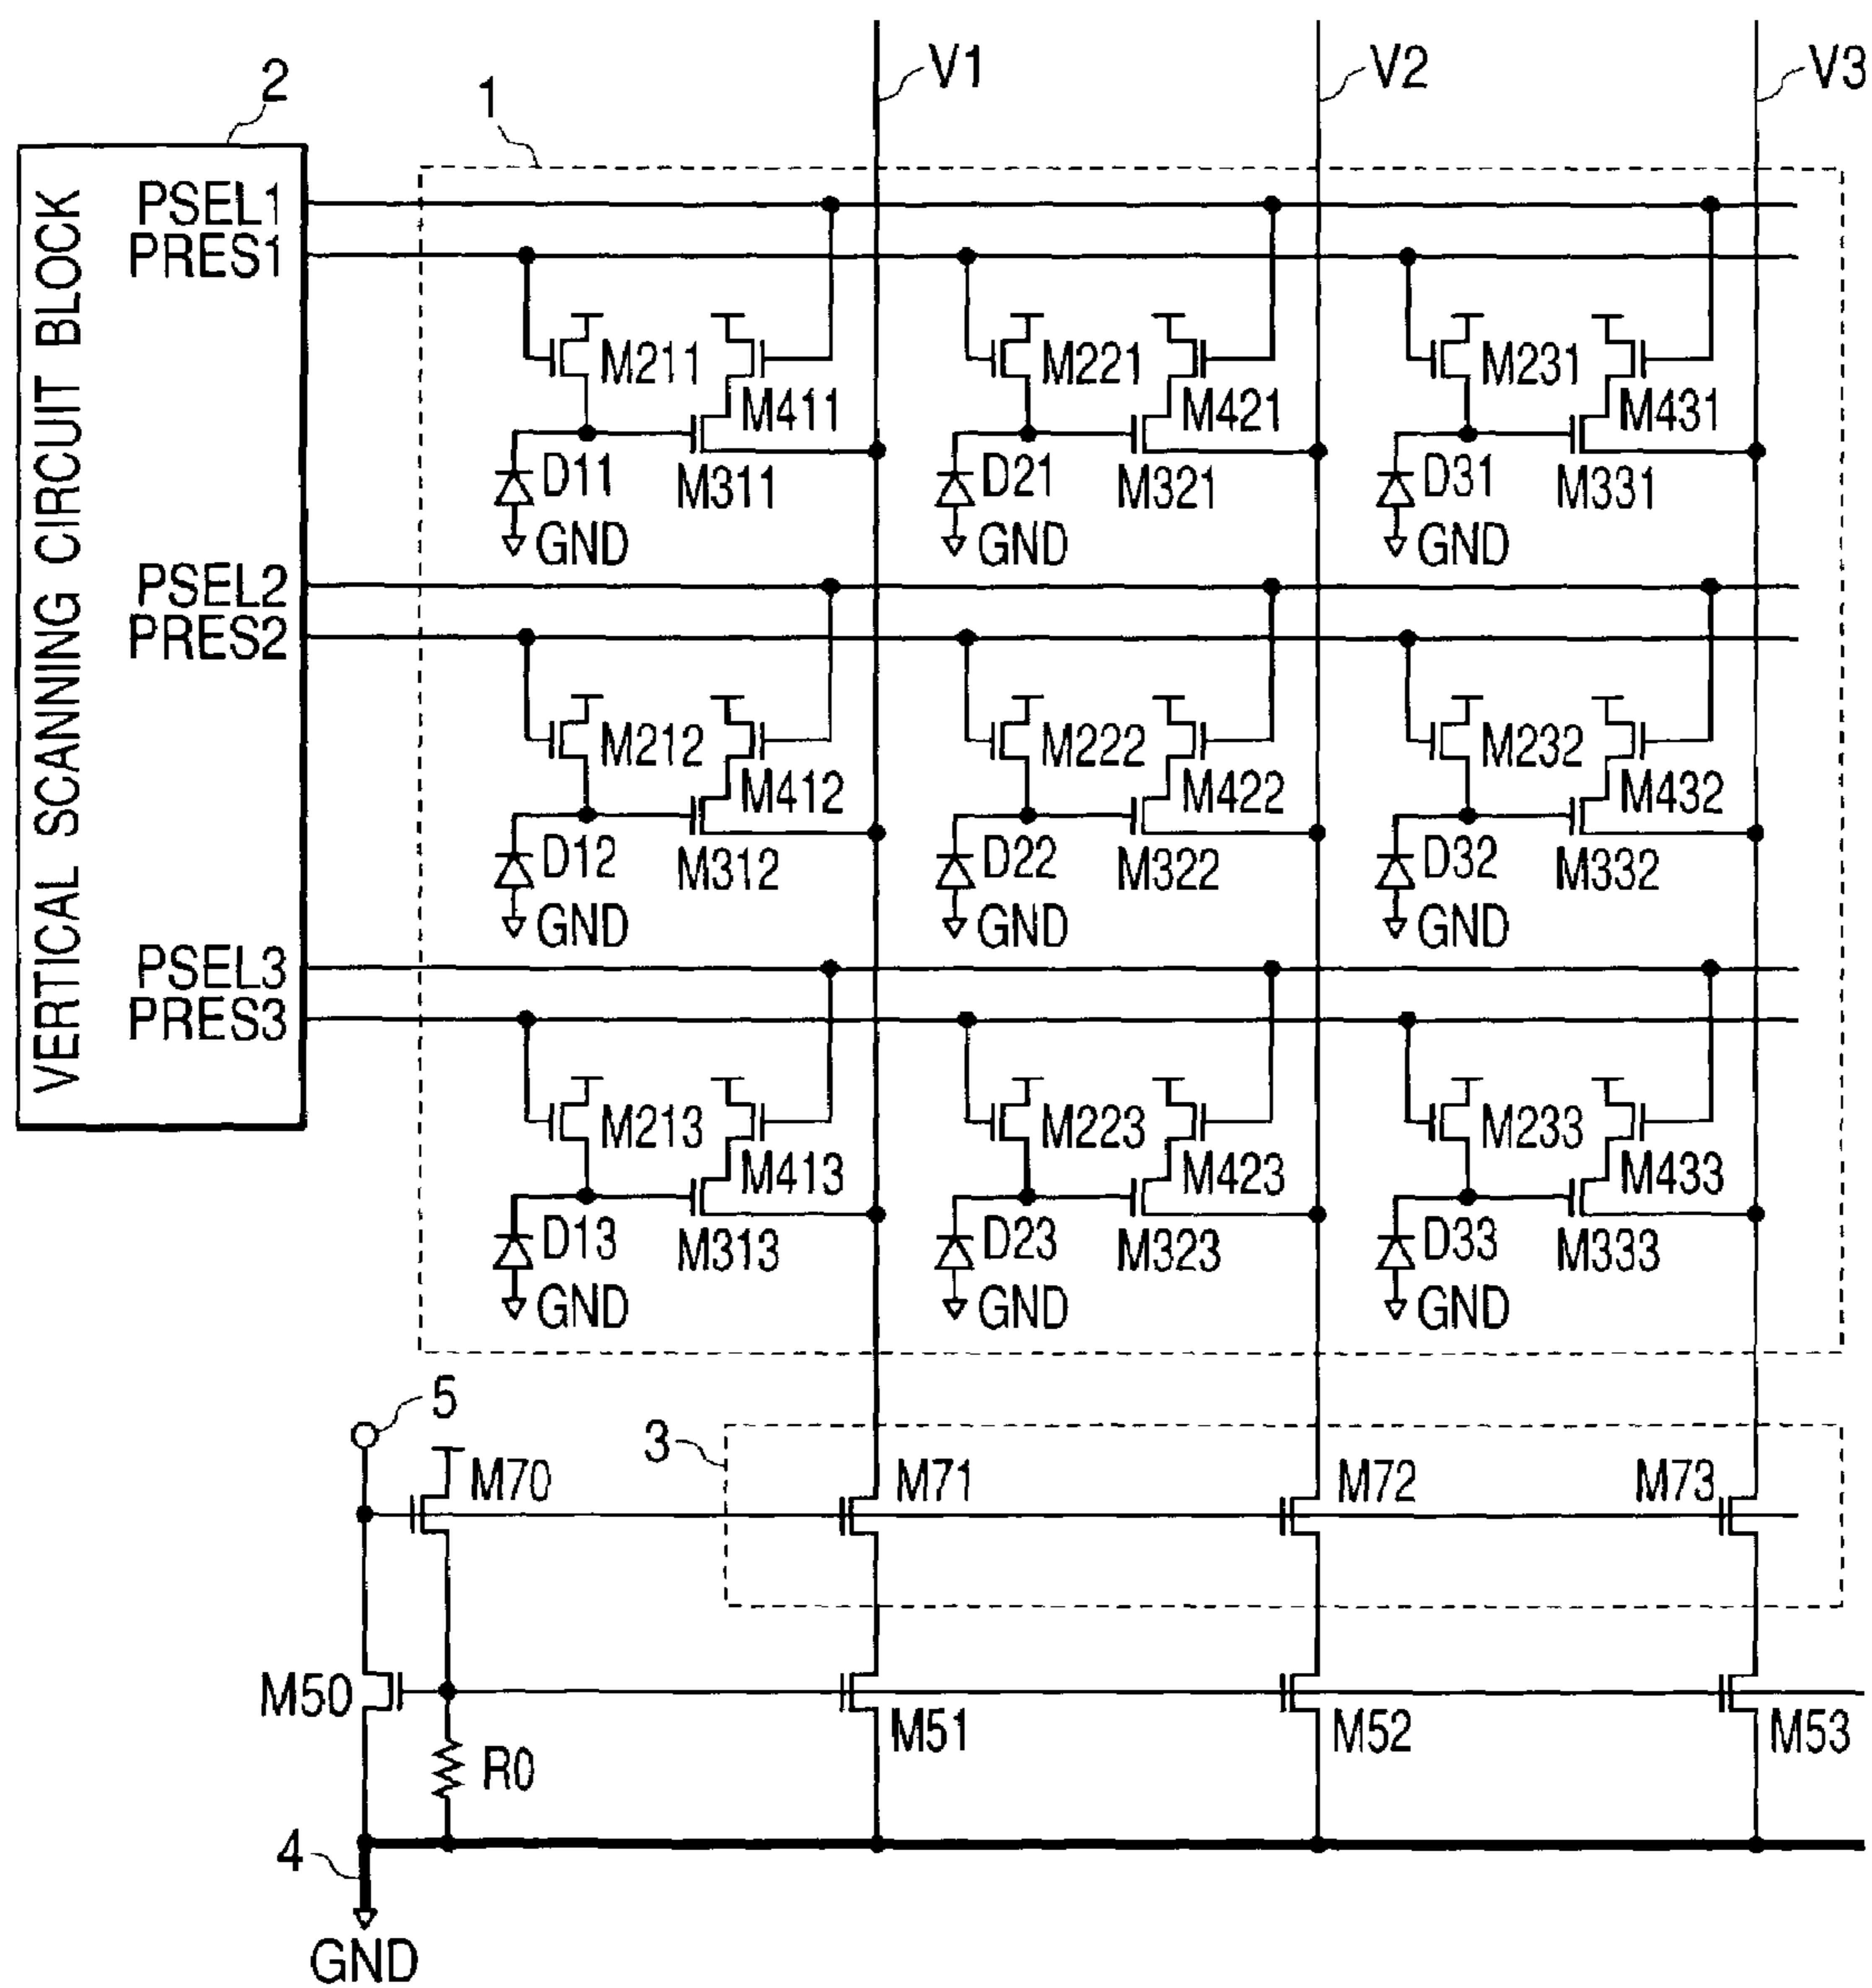 V1
V2
V3
2
1
VERTICAL SCANNING CIRCUIT BLOCK
PSEL1
PRES1
M211
M221
M231
M411
M421
M431
D11
M311
D21
M321
D31
M331
GND
GND
GND
PSEL2
PRES2
M212
M222
M232
M412
M422
M432
D12
M312
D22
M322
D32
M332
GND
GND
GND
PSEL3
PRES3
M213
M223
M233
M413
M423
M433
D13
M313
D23
M323
D33
M333
GND
GND
GND
5
3
M70
M71
M72
M73
M50
M51
M52
M53
R0
4
GND